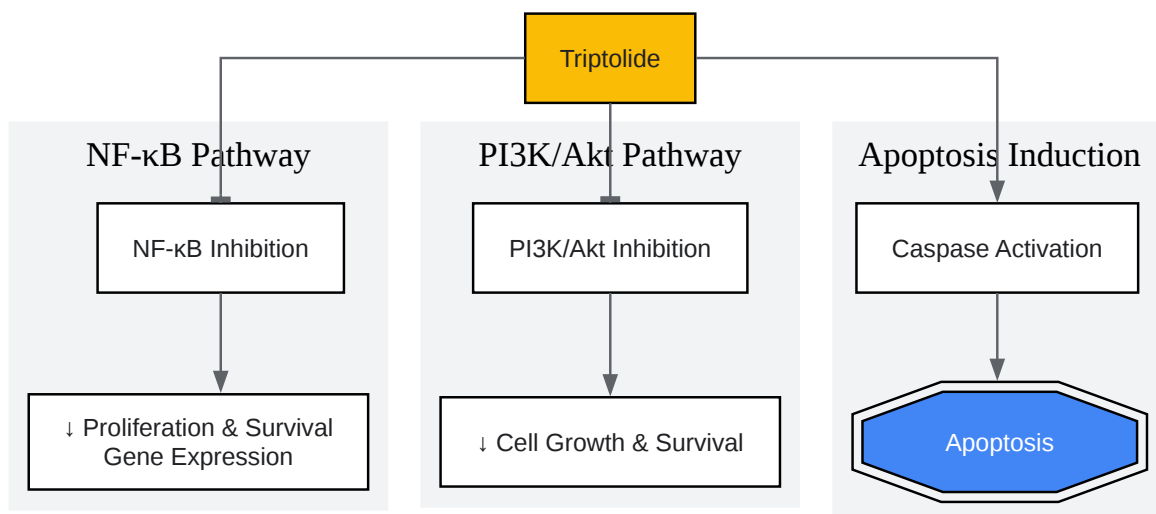 Triptolide
NF-κB Pathway
PI3K/Akt Pathway
Apoptosis Induction
NF-κB Inhibition
PI3K/Akt Inhibition
Caspase Activation
↓ Proliferation & Survival
Gene Expression
↓ Cell Growth & Survival
Apoptosis